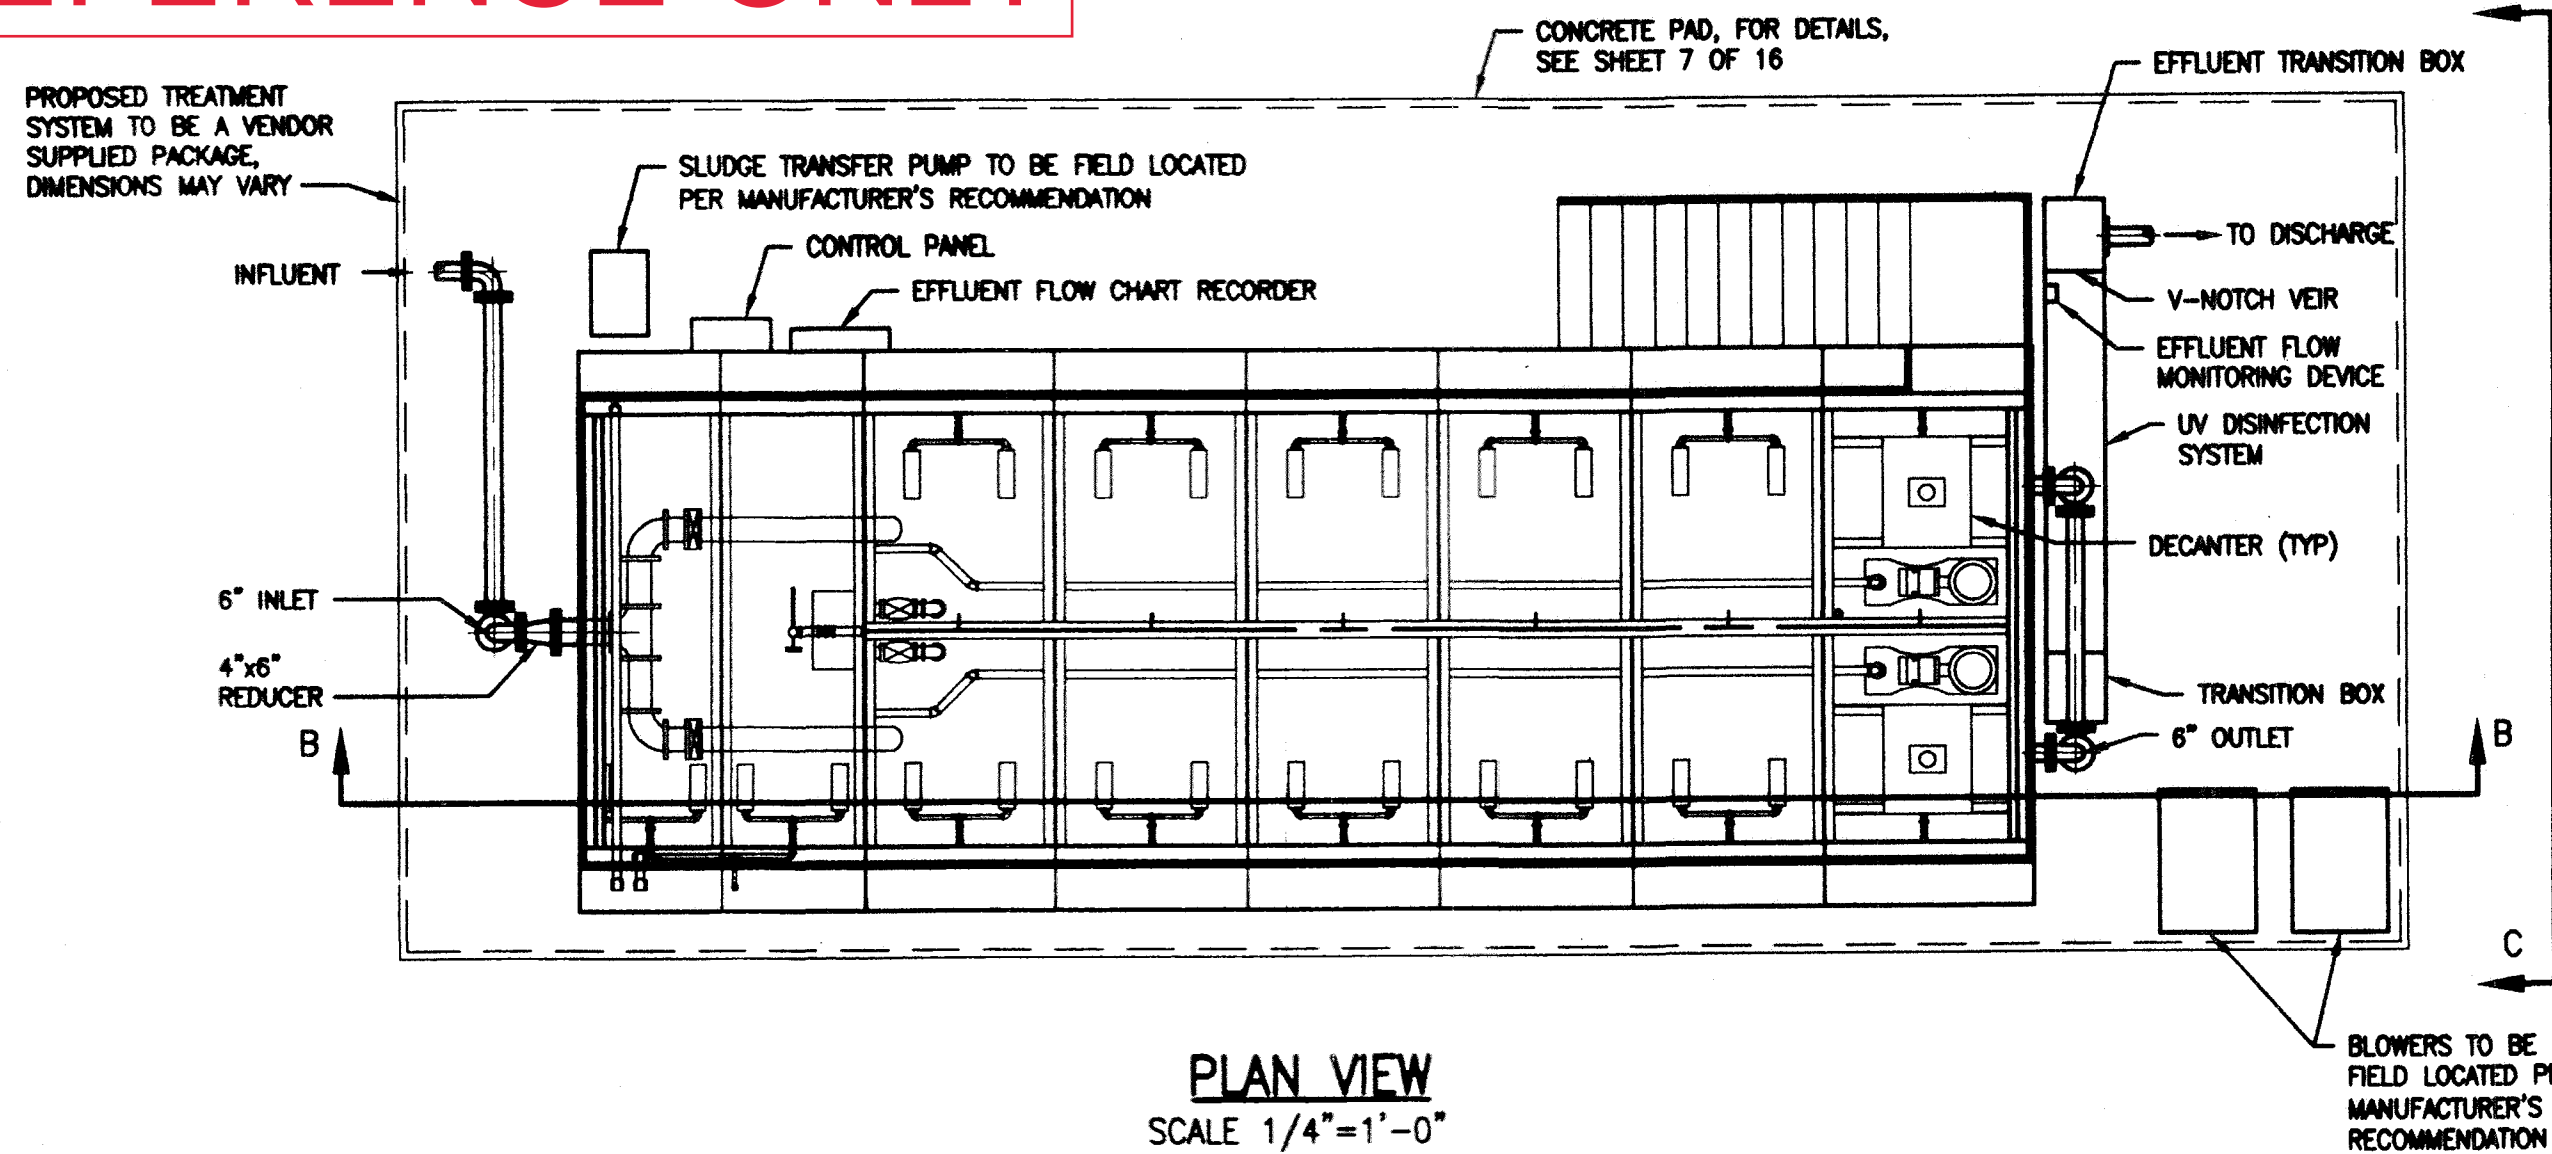 CONCRETE PAD, FOR DETAILS,
SEE SHEET 7 OF 16
EFFLUENT TRANSITION BOX
PROPOSED TREATMENT
SYSTEM TO BE A VENDOR
SUPPLIED PACKAGE,
DIMENSIONS MAY VARY
SLUDGE TRANSFER PUMP TO BE FIELD LOCATED
PER MANUFACTURER'S RECOMMENDATION
CONTROL PANEL
EFFLUENT FLOW CHART RECORDER
INFLUENT
TO DISCHARGE
V-NOTCH VEIR
EFFLUENT FLOW
MONITORING DEVICE
UV DISINFECTION
SYSTEM
DECANTER (TYP)
6" INLET
4"x6"
REDUCER
TRANSITION BOX
6" OUTLET
B
B
C
BLOWERS TO BE
FIELD LOCATED
MANUFACTURER'S
RECOMMENDATION
PLAN VIEW
SCALE 1/4"=1'-0"